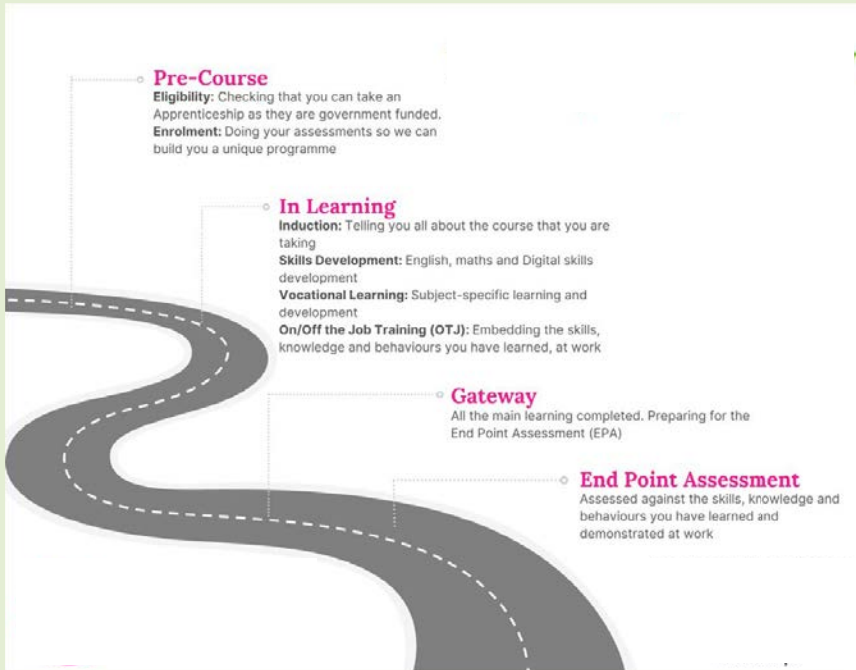 Pre-Course
Eligibility: Checking that you can take an
Apprenticeship as they are government funded.
Enrolment: Doing your assessments so we can
build you a unique programme
In Learning
Induction: Telling you all about the course that you are
taking
Skills Development: English, maths and Digital skills
development
Vocational Learning: Subject-specific learning and
development
On/Off the Job Training (OTJ): Embedding the skills,
knowledge and behaviours you have learned, at work
Gateway
All the main learning completed. Preparing for the
End Point Assessment (EPA)
End Point Assessment
Assessed against the skills, knowledge and
behaviours you have learned and
demonstrated at work